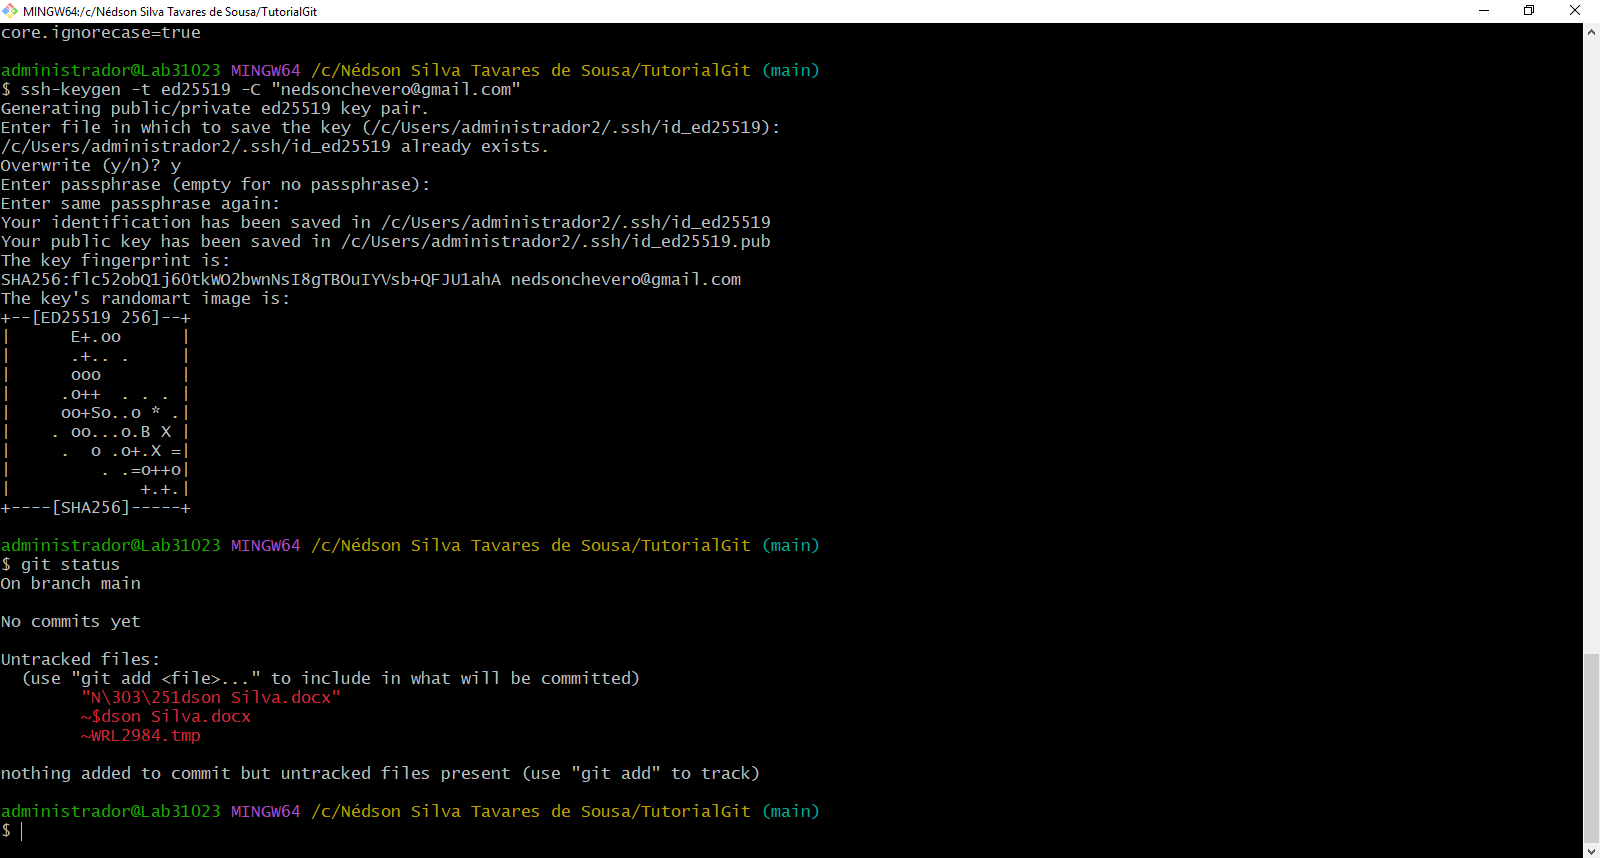 MINGW64:/c/Nédson Silva Tavares de Sousa/TutorialGit
core.ignorecase=true
administrador@Lab31023 MINGW64 /c/Nédson Silva Tavares de Sousa/TutorialGit (main)
$ ssh-keygen -t ed25519 -C "nedsonchevero@gmail.com"
Generating public/private ed25519 key pair.
Enter file in which to save the key (/c/Users/administrador2/.ssh/id_ed25519):
/c/Users/administrador2/.ssh/id_ed25519 already exists.
Overwrite (y/n)? y
Enter passphrase (empty for no passphrase):
Enter same passphrase again:
Your identification has been saved in /c/Users/administrador2/.ssh/id_ed25519
Your public key has been saved in /c/Users/administrador2/.ssh/id_ed25519.pub
The key fingerprint is:
SHA256:flc52obQ1j6OtkWO2bwnNsI8gTBOuIYVsb+QFJU1ahA nedsonchevero@gmail.com
The key's randomart image is:
+--[ED25519 256]--+
|      E+.oo      |
|      .+.. .     |
|      ooo        |
|     .o++  . . . |
|     oo+So..o * .|
|    . oo...o.B X |
|     .  o .o+.X =|
|         . .=o++o|
|             +.+.|
+----[SHA256]-----+
administrador@Lab31023 MINGW64 /c/Nédson Silva Tavares de Sousa/TutorialGit (main)
$ git status
On branch main
No commits yet
Untracked files:
  (use "git add <file>..." to include in what will be committed)
        "N\303\251dson Silva.docx"
        ~$dson Silva.docx
        ~WRL2984.tmp
nothing added to commit but untracked files present (use "git add" to track)
administrador@Lab31023 MINGW64 /c/Nédson Silva Tavares de Sousa/TutorialGit (main)
$